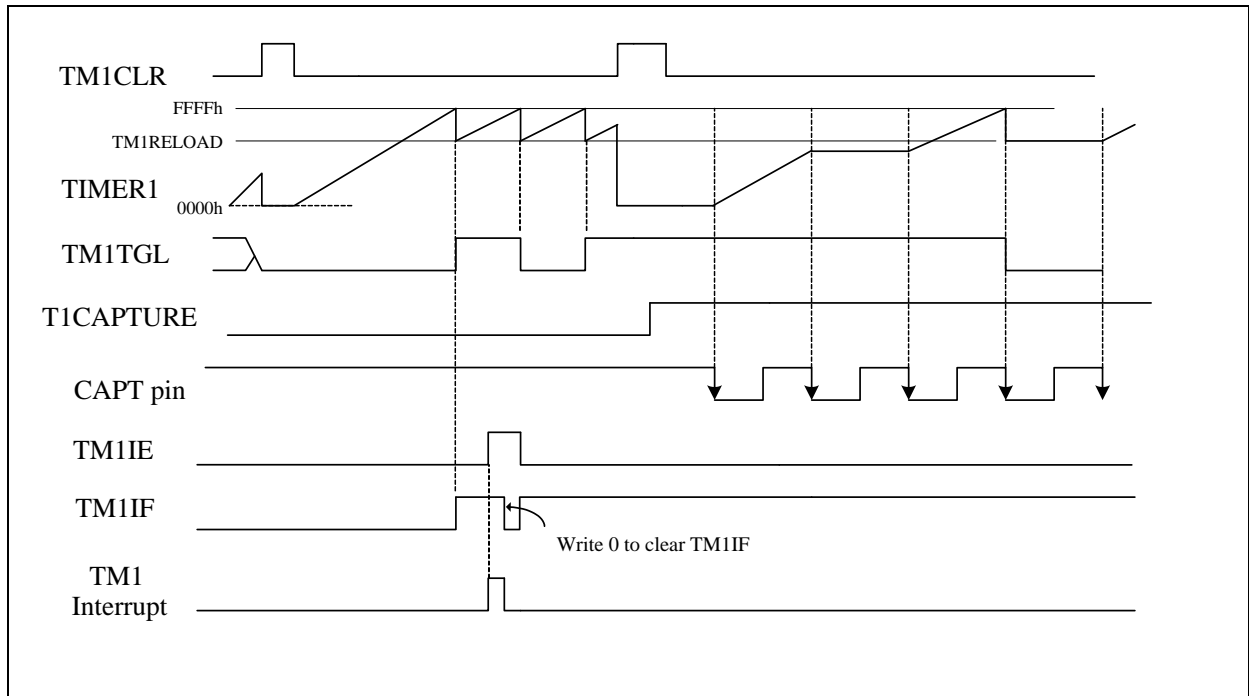 TM1CLR
FFFFh
TM1RELOAD
TIMER1
0000h
TM1TGL
T1CAPTURE
CAPT pin
TM1IE
TM1IF
Write 0 to clear TM1IF
TM1
Interrupt